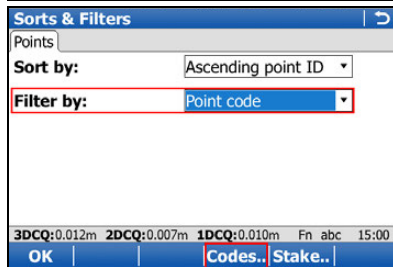 Sorts & Filters
Points
Sort by: Ascending point ID
Filter by: Point code
3DCQ:0.012m 2DCQ:0.007m 1DCQ:0.010m Fn abc 15:00
OK Codes.. Stake..